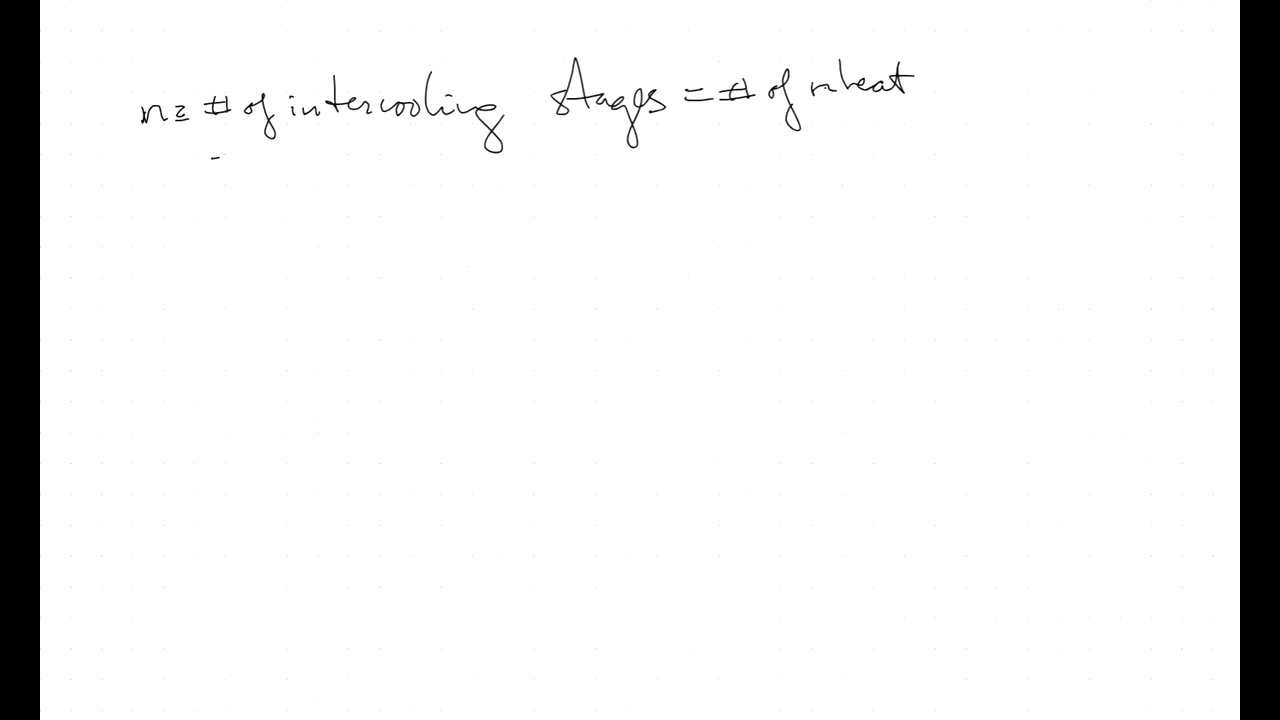 n = # of intercooling stages = # of reheat